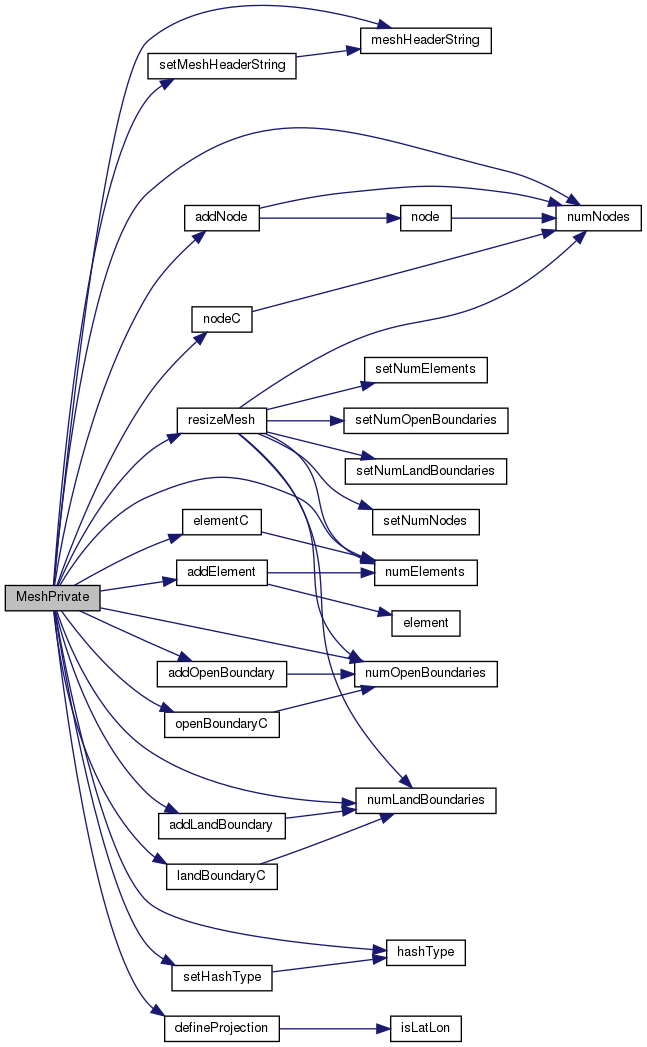 meshHeaderString
setMeshHeaderString
addNode
node
numNodes
nodeC
setNumElements
resizeMesh
setNumOpenBoundaries
setNumLandBoundaries
elementC
setNumNodes
addElement
numElements
MeshPrivate
element
addOpenBoundary
numOpenBoundaries
openBoundaryC
numLandBoundaries
addLandBoundary
landBoundaryC
hashType
setHashType
defineProjection
isLatLon